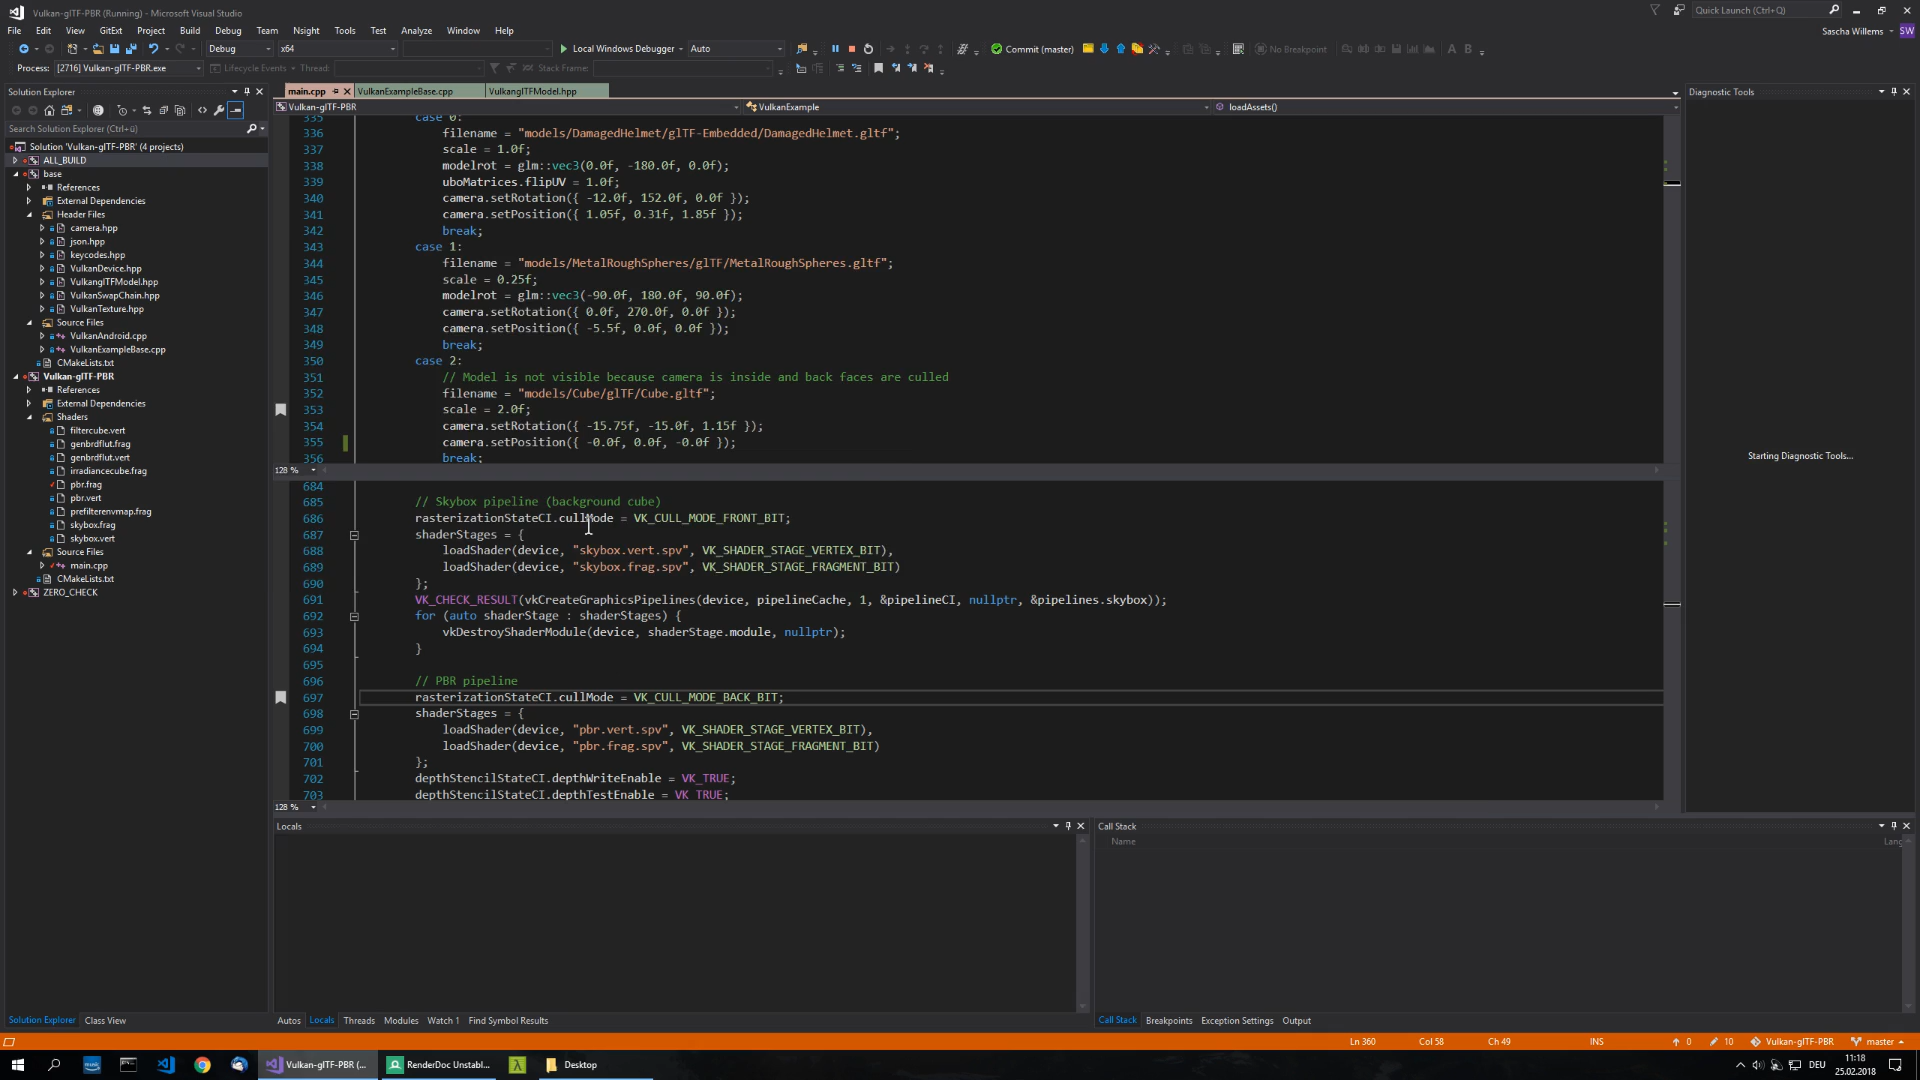 Vulkan-glTF-PBR (Running) - Microsoft Visual Studio
Quick Launch (Ctrl+Q)
File Edit View GitExt Project Build Debug Team Nsight Tools Test Analyze Window Help
Sascha Willems SW
Debug x64 Local Windows Debugger Auto Commit (master) No Breakpoint
Process: [2716] Vulkan-glTF-PBR.exe Lifecycle Events Thread: Stack Frame:
Solution Explorer
Search Solution Explorer (Ctrl+ü)
Solution 'Vulkan-glTF-PBR' (4 projects)
ALL_BUILD
base
References
External Dependencies
Header Files
camera.hpp
json.hpp
keycodes.hpp
VulkanDevice.hpp
VulkanglTFModel.hpp
VulkanSwapChain.hpp
VulkanTexture.hpp
Source Files
VulkanAndroid.cpp
VulkanExampleBase.cpp
CMakeLists.txt
Vulkan-glTF-PBR
References
External Dependencies
Shaders
filtercube.vert
genbrdflut.frag
genbrdflut.vert
irradiancecube.frag
pbr.frag
pbr.vert
prefilterenvmap.frag
skybox.frag
skybox.vert
Source Files
main.cpp
CMakeLists.txt
ZERO_CHECK
Solution Explorer Class View
main.cpp VulkanExampleBase.cpp VulkanglTFModel.hpp
Vulkan-glTF-PBR VulkanExample loadAssets()
335 case 0:
336 filename = "models/DamagedHelmet/glTF-Embedded/DamagedHelmet.gltf";
337 scale = 1.0f;
338 modelrot = glm::vec3(0.0f, -180.0f, 0.0f);
339 uboMatrices.flipUV = 1.0f;
340 camera.setRotation({ -12.0f, 152.0f, 0.0f });
341 camera.setPosition({ 1.05f, 0.31f, 1.85f });
342 break;
343 case 1:
344 filename = "models/MetalRoughSpheres/glTF/MetalRoughSpheres.gltf";
345 scale = 0.25f;
346 modelrot = glm::vec3(-90.0f, 180.0f, 90.0f);
347 camera.setRotation({ 0.0f, 270.0f, 0.0f });
348 camera.setPosition({ -5.5f, 0.0f, 0.0f });
349 break;
350 case 2:
351 // Model is not visible because camera is inside and back faces are culled
352 filename = "models/Cube/glTF/Cube.gltf";
353 scale = 2.0f;
354 camera.setRotation({ -15.75f, -15.0f, 1.15f });
355 camera.setPosition({ -0.0f, 0.0f, -0.0f });
356 break;
128 %
684
685 // Skybox pipeline (background cube)
686 rasterizationStateCI.cullMode = VK_CULL_MODE_FRONT_BIT;
687 shaderStages = {
688 loadShader(device, "skybox.vert.spv", VK_SHADER_STAGE_VERTEX_BIT),
689 loadShader(device, "skybox.frag.spv", VK_SHADER_STAGE_FRAGMENT_BIT)
690 };
691 VK_CHECK_RESULT(vkCreateGraphicsPipelines(device, pipelineCache, 1, &pipelineCI, nullptr, &pipelines.skybox));
692 for (auto shaderStage : shaderStages) {
693 vkDestroyShaderModule(device, shaderStage.module, nullptr);
694 }
695
696 // PBR pipeline
697 rasterizationStateCI.cullMode = VK_CULL_MODE_BACK_BIT;
698 shaderStages = {
699 loadShader(device, "pbr.vert.spv", VK_SHADER_STAGE_VERTEX_BIT),
700 loadShader(device, "pbr.frag.spv", VK_SHADER_STAGE_FRAGMENT_BIT)
701 };
702 depthStencilStateCI.depthWriteEnable = VK_TRUE;
703 depthStencilStateCI.depthTestEnable = VK_TRUE;
128 %
Diagnostic Tools
Starting Diagnostic Tools...
Locals
Autos Locals Threads Modules Watch 1 Find Symbol Results
Call Stack
Name Lang
Call Stack Breakpoints Exception Settings Output
Ln 360 Col 58 Ch 49 INS 0 10 Vulkan-glTF-PBR master
Vulkan-glTF-PBR (... RenderDoc Unstabl... Desktop
DEU 11:18
25.02.2018